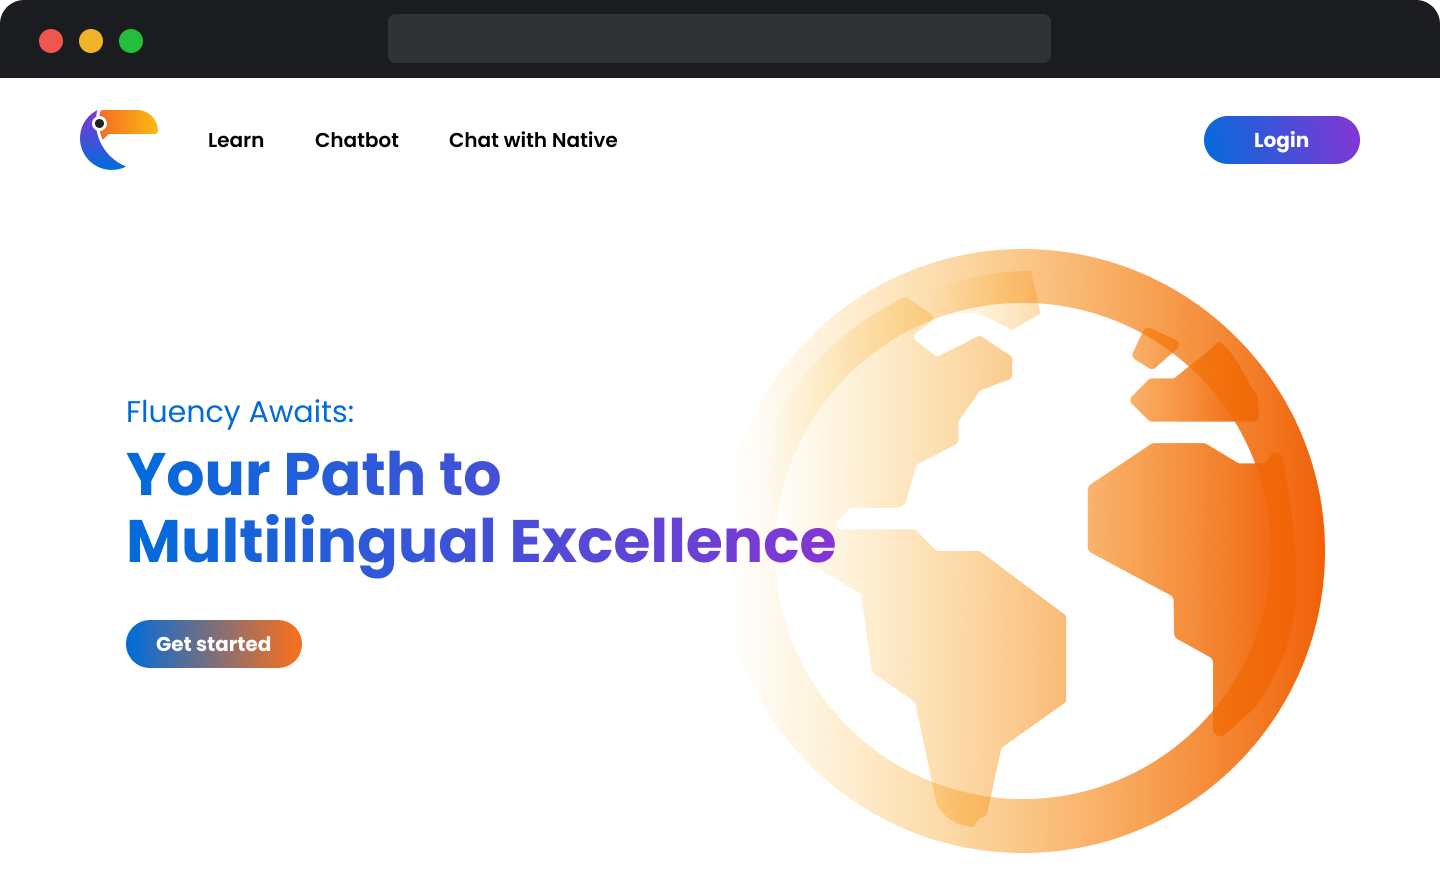 Learn Chatbot Chat with Native Login
Fluency Awaits:
Your Path to
Multilingual Excellence
Get started